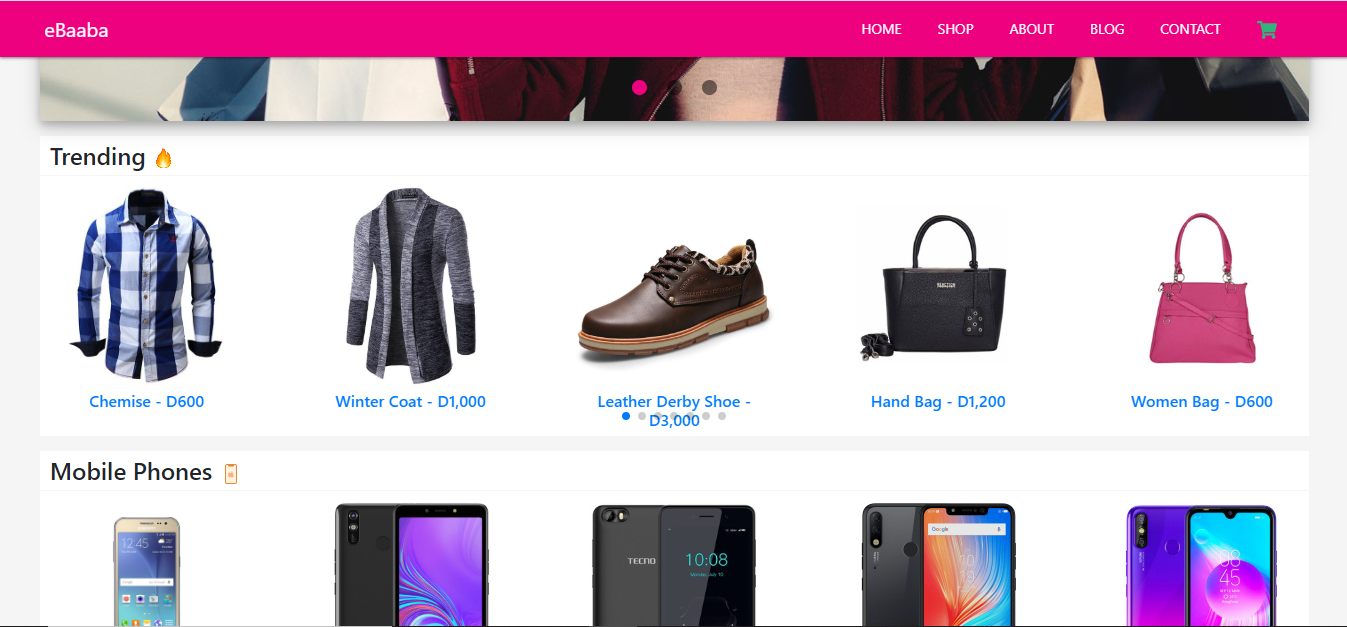 eBaaba
HOME SHOP ABOUT BLOG CONTACT
Trending 🔥
Chemise - D600
Winter Coat - D1,000
Leather Derby Shoe -
D3,000
Hand Bag - D1,200
Women Bag - D600
Mobile Phones
12:45
TECNO
10:08
Google
08
45